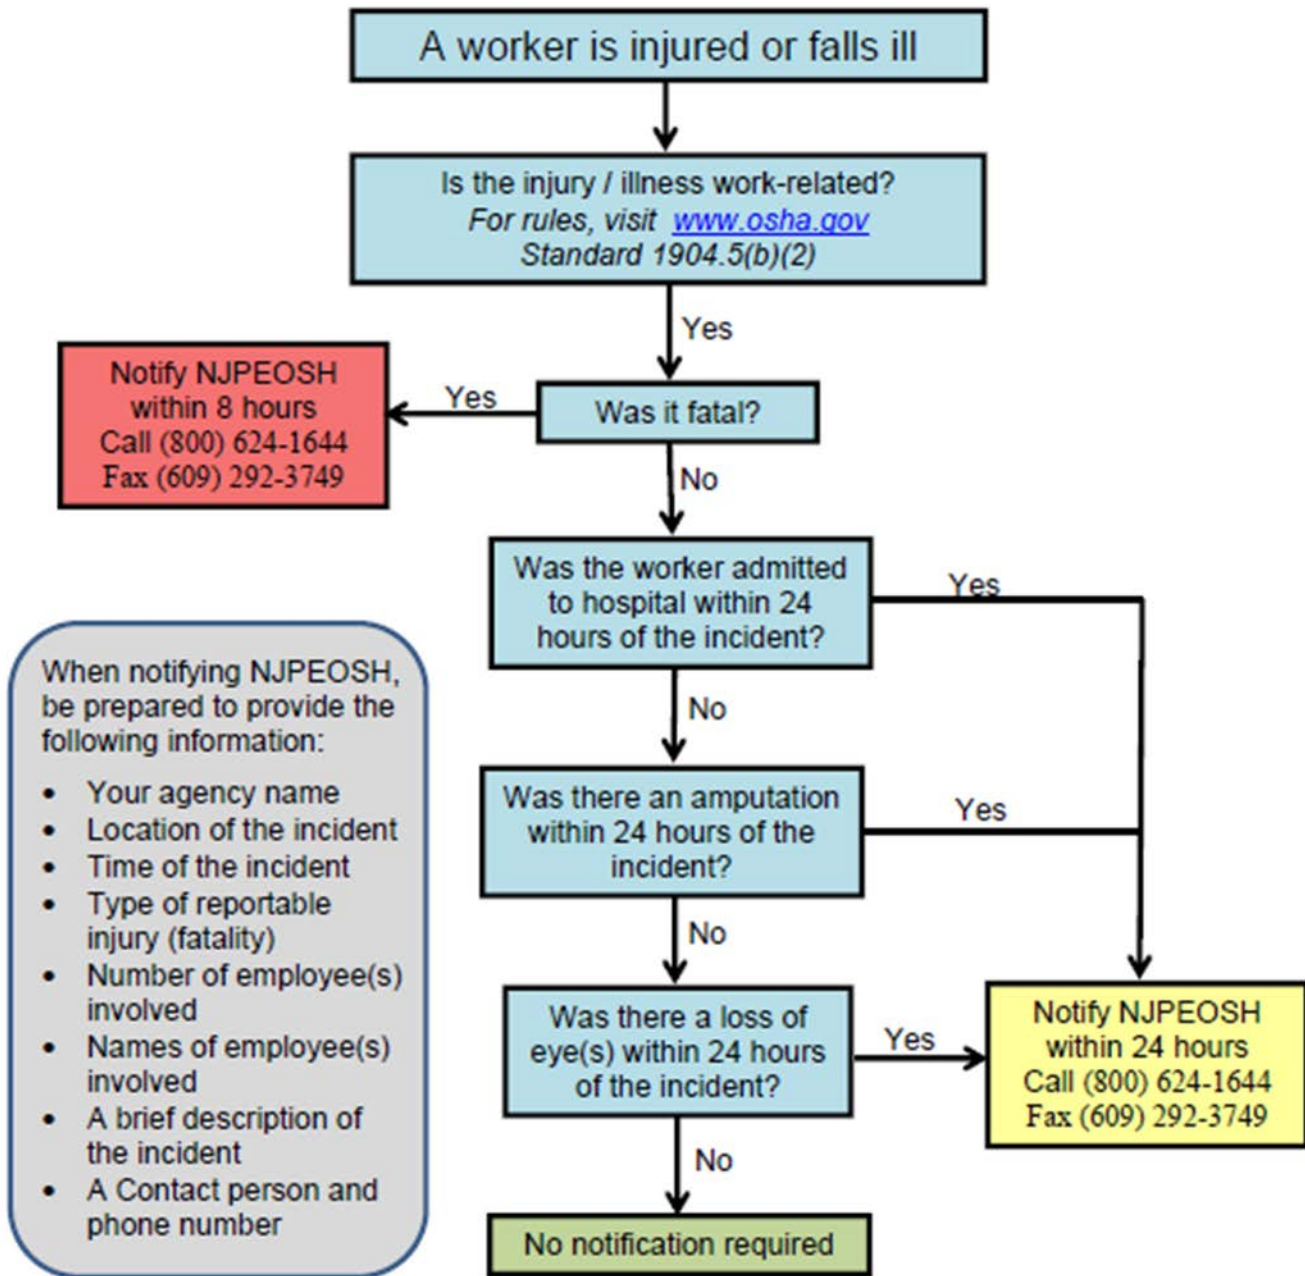 A worker is injured or falls ill
Is the injury / illness work-related?
For rules, visit www.osha.gov
Standard 1904.5(b)(2)
Yes
Was it fatal?
Yes
Notify NJPEOSH
within 8 hours
Call (800) 624-1644
Fax (609) 292-3749
No
Was the worker admitted
to hospital within 24
hours of the incident?
Yes
No
Was there an amputation
within 24 hours of the
incident?
Yes
No
Was there a loss of
eye(s) within 24 hours
of the incident?
Yes
Notify NJPEOSH
within 24 hours
Call (800) 624-1644
Fax (609) 292-3749
No
No notification required
When notifying NJPEOSH,
be prepared to provide the
following information:
• Your agency name
• Location of the incident
• Time of the incident
• Type of reportable
injury (fatality)
• Number of employee(s)
involved
• Names of employee(s)
involved
• A brief description of
the incident
• A Contact person and
phone number